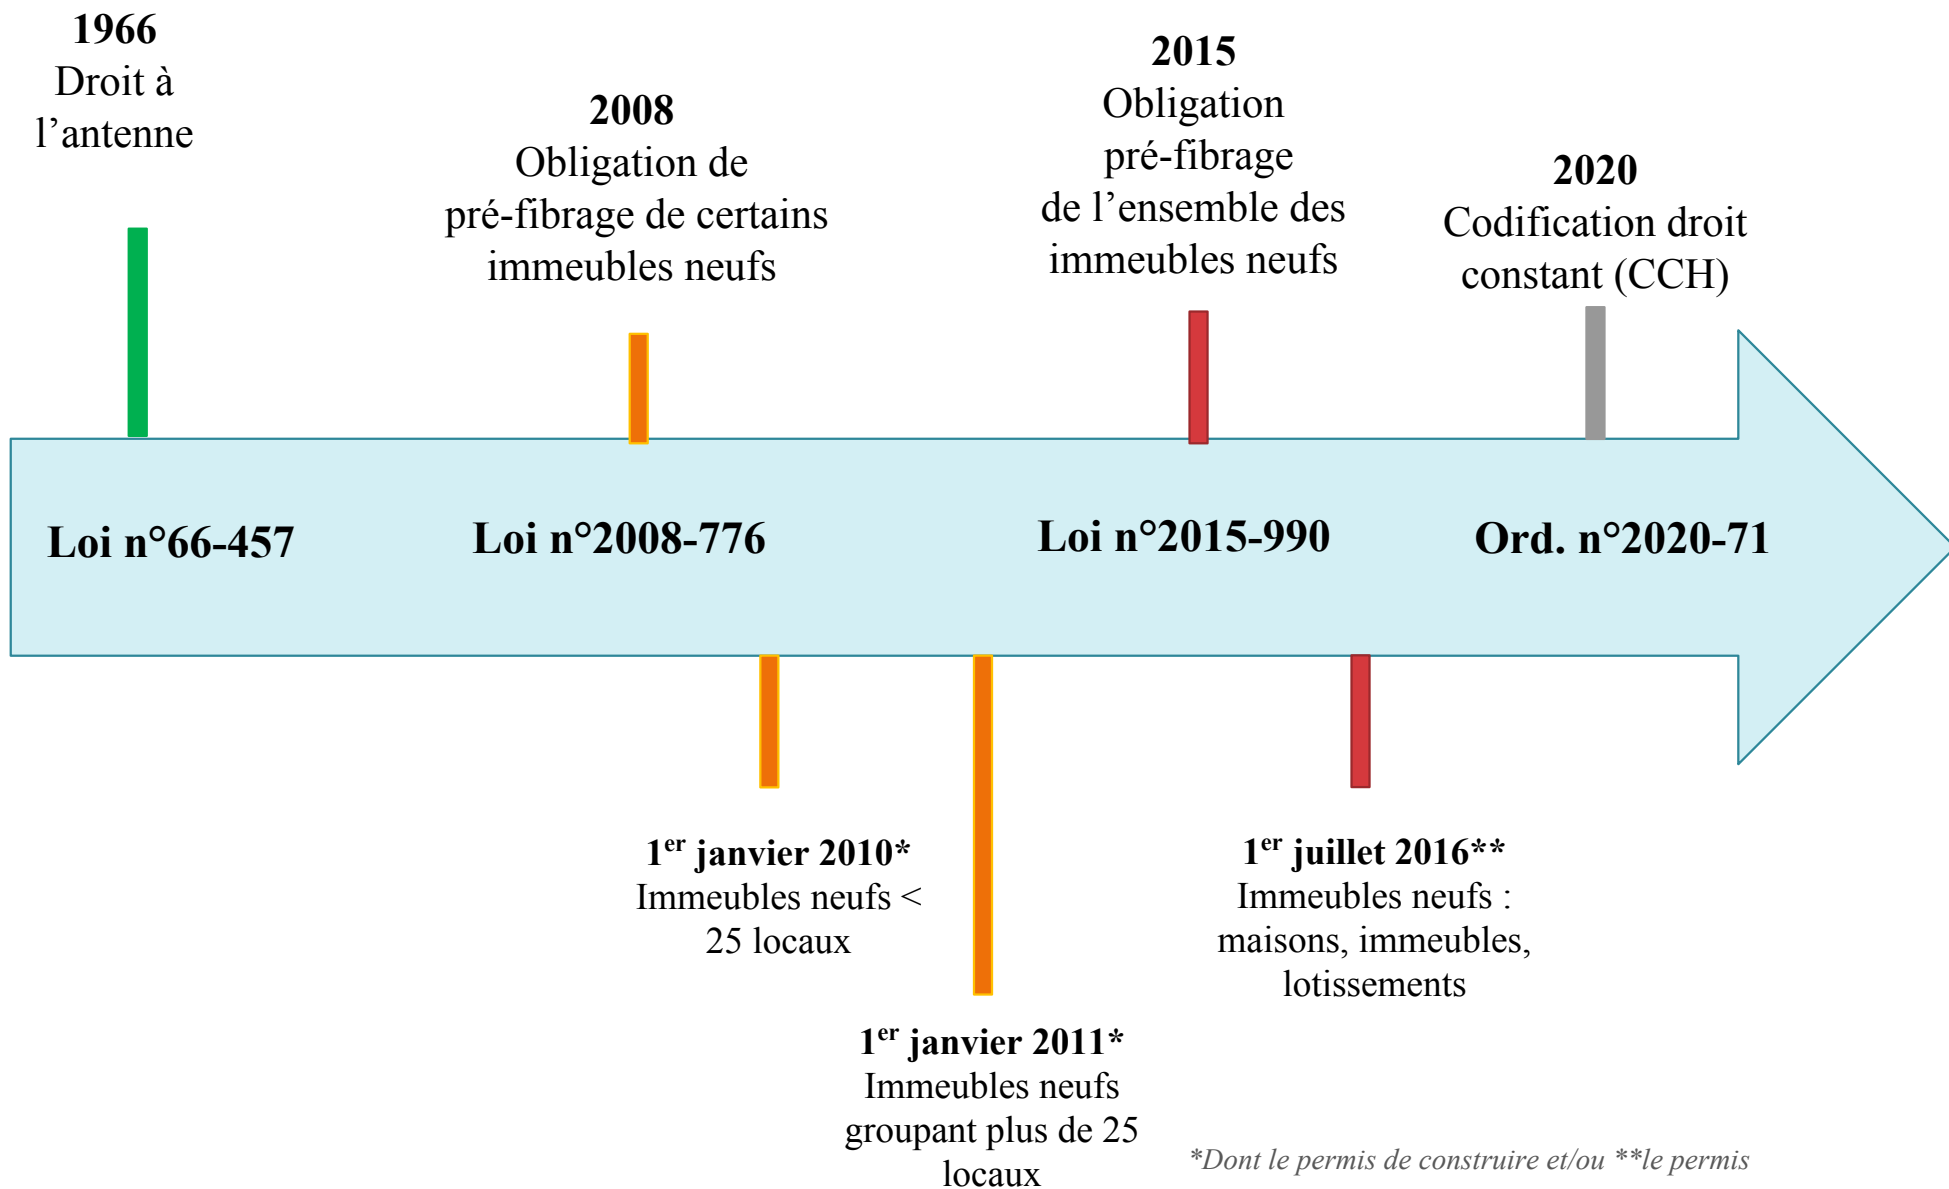 1966
Droit à
l’antenne
2008
Obligation de
pré-fibrage de certains
immeubles neufs
2015
Obligation
pré-fibrage
de l’ensemble des
immeubles neufs
2020
Codification droit
constant (CCH)
Loi n°66-457
Loi n°2008-776
Loi n°2015-990
Ord. n°2020-71
1er janvier 2010*
Immeubles neufs <
25 locaux
1er janvier 2011*
Immeubles neufs
groupant plus de 25
locaux
1er juillet 2016**
Immeubles neufs :
maisons, immeubles,
lotissements
*Dont le permis de construire et/ou **le permis